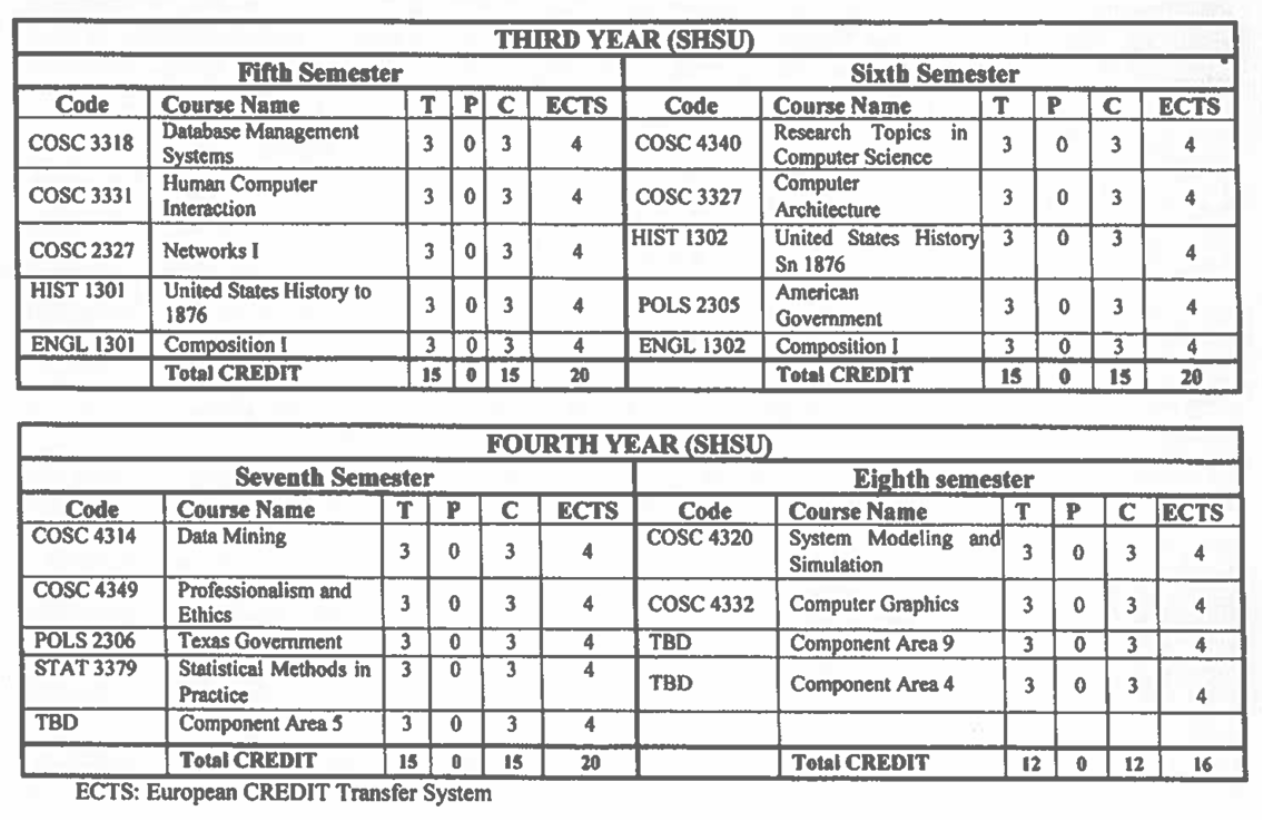 THIRD YEAR (SHSU)
Fifth Semester Sixth Semester
Code Course Name T P C ECTS Code Course Name T P C ECTS
COSC 3318 Database Management Systems 3 0 3 4 COSC 4340 Research Topics in Computer Science 3 0 3 4
COSC 3331 Human Computer Interaction 3 0 3 4 COSC 3327 Computer Architecture 3 0 3 4
COSC 2327 Networks I 3 0 3 4 HIST 1302 United States History Sn 1876 3 0 3 4
HIST 1301 United States History to 1876 3 0 3 4 POLS 2305 American Government 3 0 3 4
ENGL 1301 Composition I 3 0 3 4 ENGL 1302 Composition I 3 0 3 4
Total CREDIT 15 0 15 20 Total CREDIT 15 0 15 20
FOURTH YEAR (SHSU)
Seventh Semester Eighth semester
Code Course Name T P C ECTS Code Course Name T P C ECTS
COSC 4314 Data Mining 3 0 3 4 COSC 4320 System Modeling and Simulation 3 0 3 4
COSC 4349 Professionalism and Ethics 3 0 3 4 COSC 4332 Computer Graphics 3 0 3 4
POLS 2306 Texas Government 3 0 3 4 TBD Component Area 9 3 0 3 4
STAT 3379 Statistical Methods in Practice 3 0 3 4 TBD Component Area 4 3 0 3 4
TBD Component Area 5 3 0 3 4
Total CREDIT 15 0 15 20 Total CREDIT 12 0 12 16
ECTS: European CREDIT Transfer System